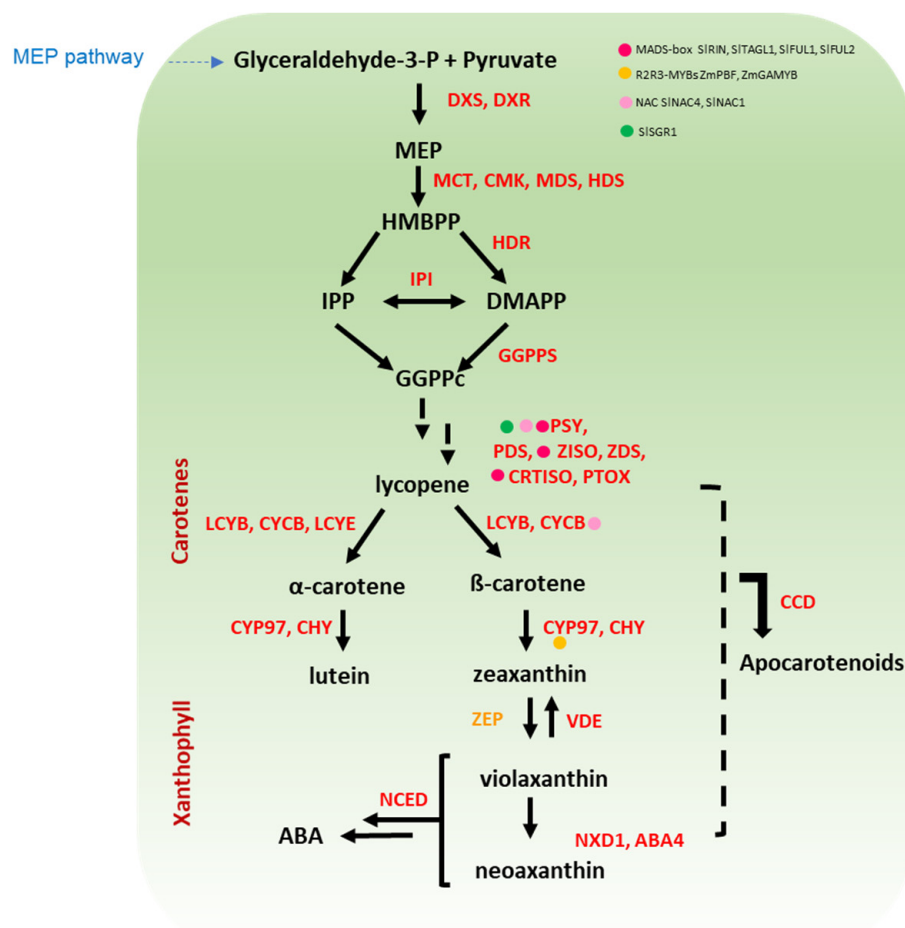 MEP pathway
Glyceraldehyde-3-P + Pyruvate
MADS-box SlRIN, SlTAGL1, SlFUL1, SlFUL2
R2R3-MYBs ZmPBF, ZmGAMYB
NAC SlNAC4, SlNAC1
SlSGR1
DXS, DXR
MEP
MCT, CMK, MDS, HDS
HMBPP
HDR
IPI
IPP
DMAPP
GGPPS
GGPPc
PSY,
PDS, ZISO, ZDS,
CRTISO, PTOX
Carotenes
lycopene
LCYB, CYCB, LCYE
LCYB, CYCB
α-carotene
ß-carotene
CCD
CYP97, CHY
CYP97, CHY
Apocarotenoids
lutein
zeaxanthin
Xanthophyll
ZEP
VDE
violaxanthin
NCED
ABA
NXD1, ABA4
neoaxanthin